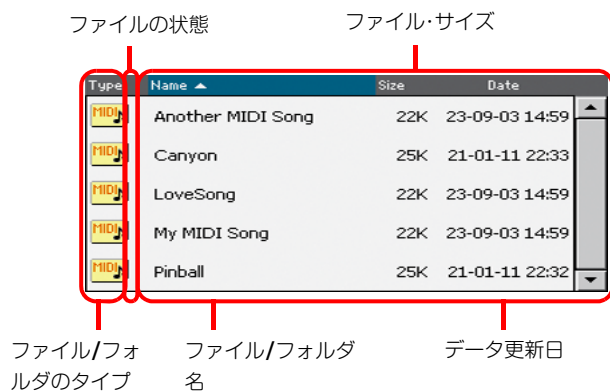 ファイルの状態 ファイル・サイズ
Type Name ▲ Size Date
MIDI Another MIDI Song 22K 23-09-03 14:59
MIDI Canyon 25K 21-01-11 22:33
MIDI LoveSong 22K 23-09-03 14:59
MIDI My MIDI Song 22K 23-09-03 14:59
MIDI Pinball 25K 21-01-11 22:32
ファイル/フォルダのタイプ
ファイル/フォルダ名
データ更新日